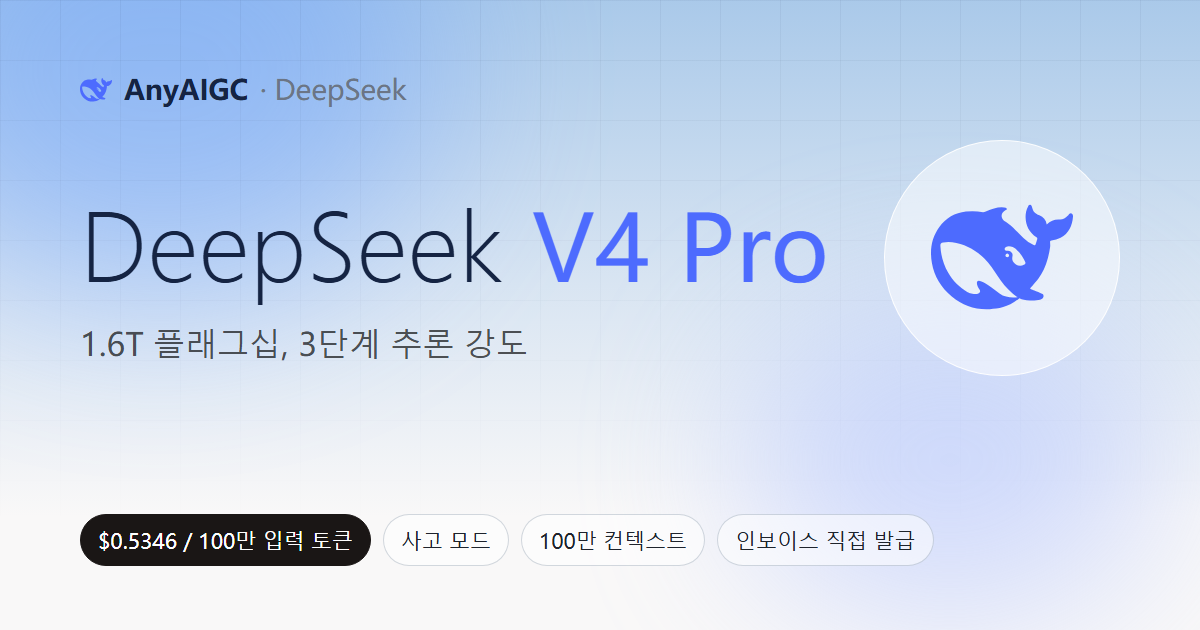 AnyAIGC · DeepSeek
DeepSeek V4 Pro
1.6T 플래그십, 3단계 추론 강도
$0.5346 / 100만 입력 토큰
사고 모드
100만 컨텍스트
인보이스 직접 발급